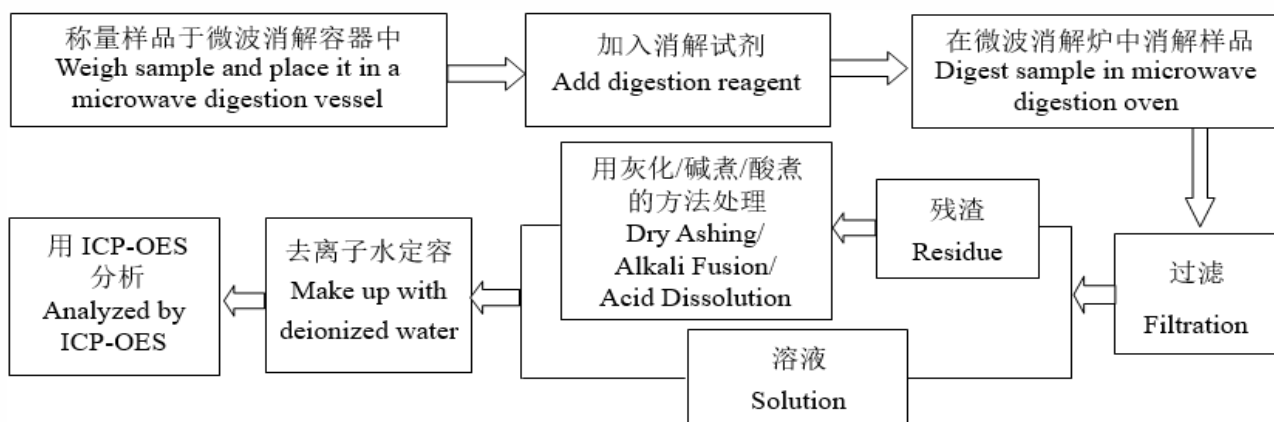 称量样品于微波消解容器中
Weigh sample and place it in a
microwave digestion vessel
加入消解试剂
Add digestion reagent
在微波消解炉中消解样品
Digest sample in microwave
digestion oven
过滤
Filtration
残渣
Residue
用灰化/碱煮/酸煮
的方法处理
Dry Ashing/
Alkali Fusion/
Acid Dissolution
溶液
Solution
去离子水定容
Make up with
deionized water
用 ICP-OES
分析
Analyzed by
ICP-OES